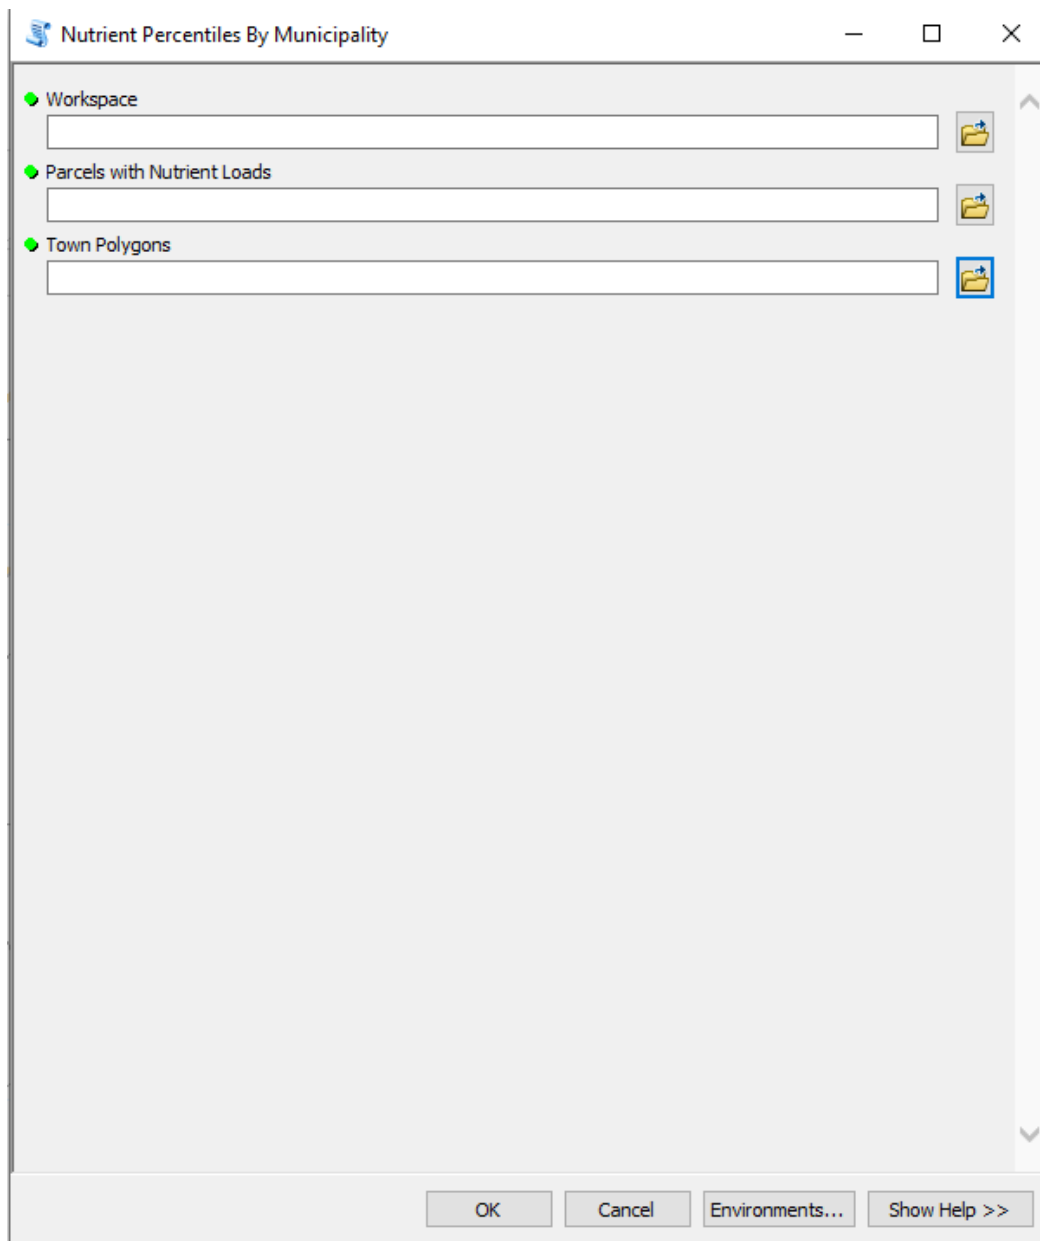 Nutrient Percentiles By Municipality
Workspace
Parcels with Nutrient Loads
Town Polygons
OK Cancel Environments... Show Help >>